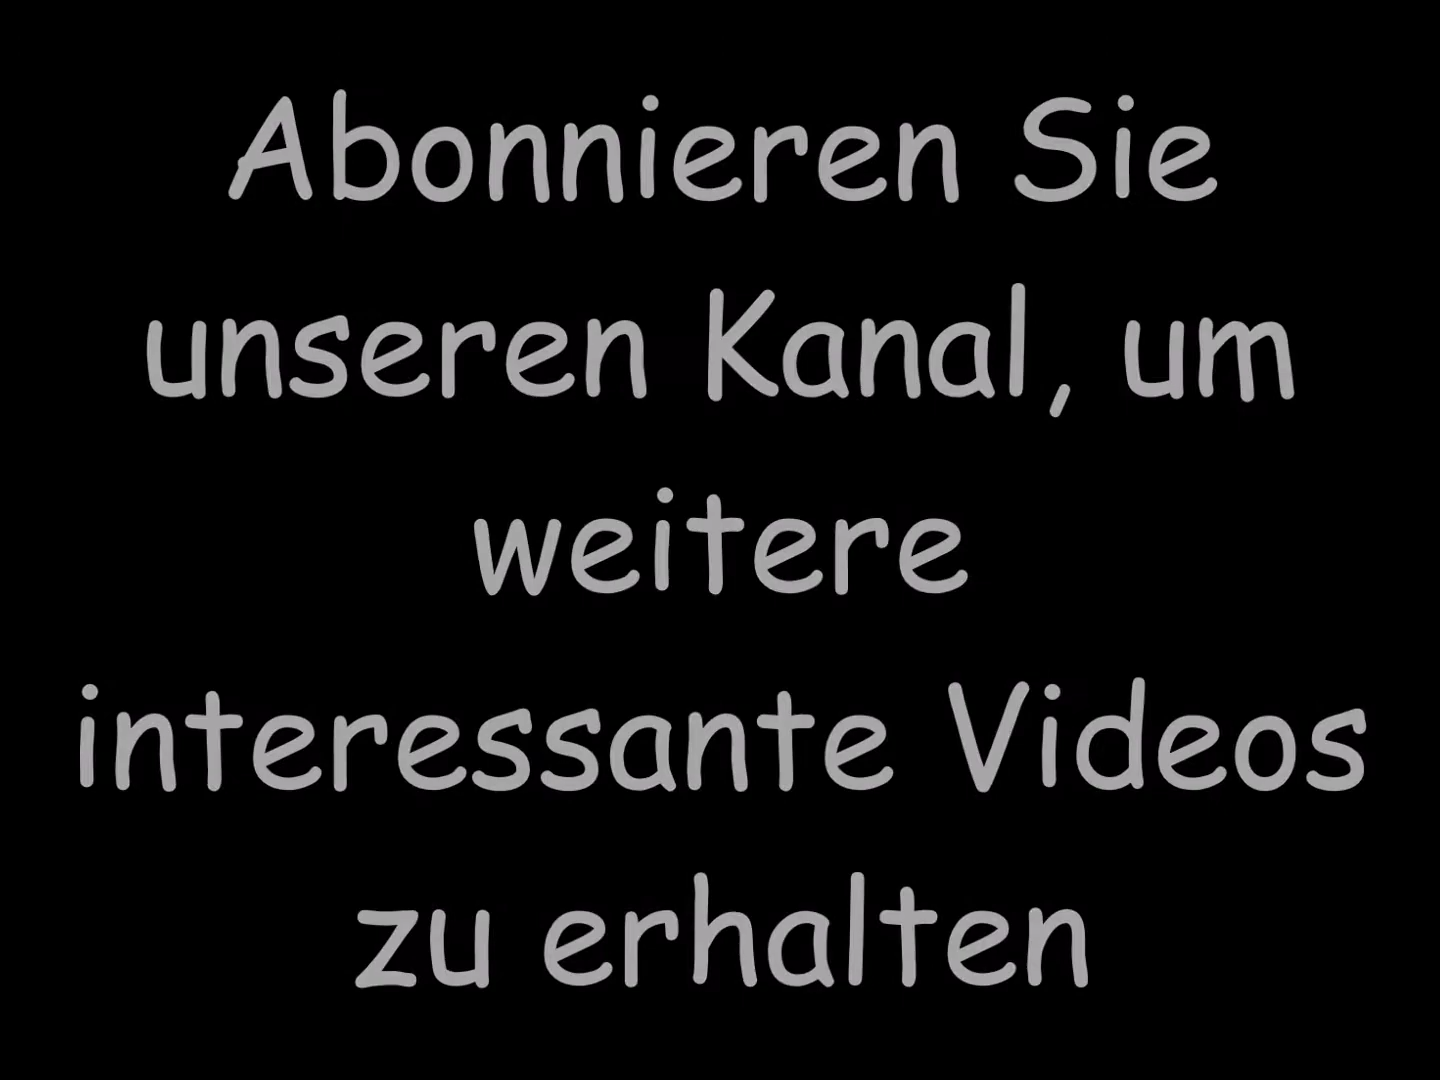 Abonnieren Sie
unseren Kanal, um
weitere
interessante Videos
zu erhalten